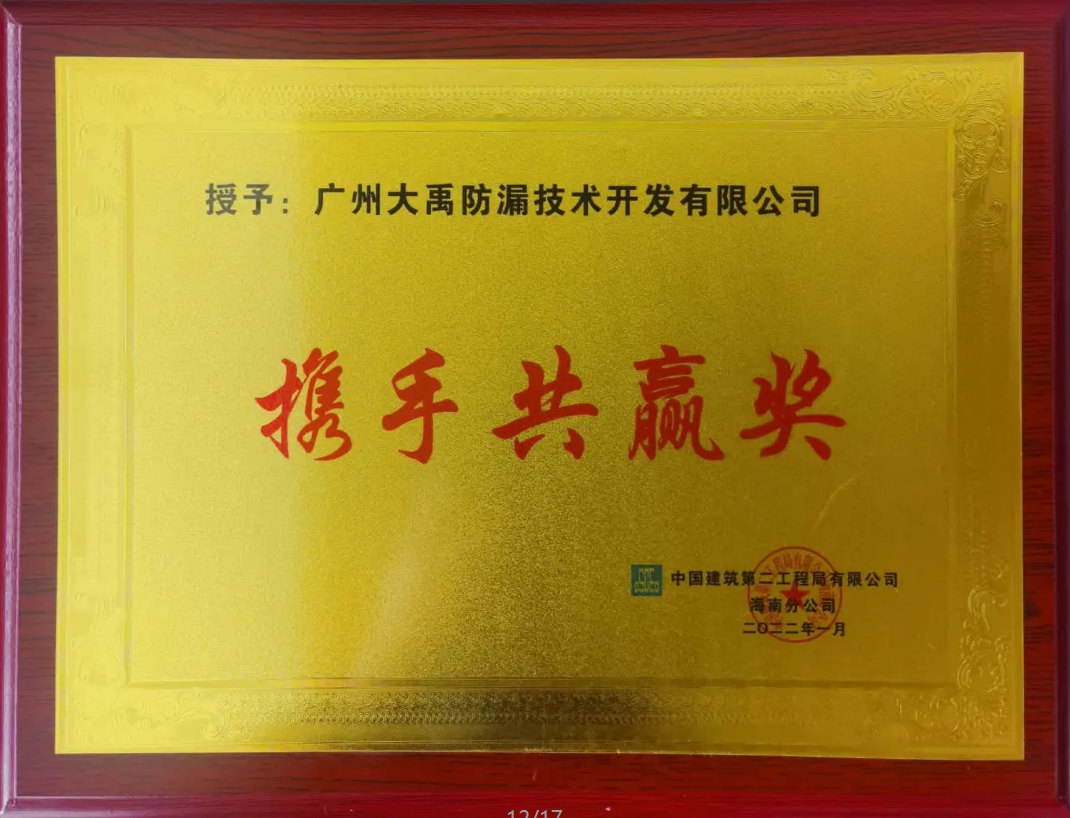 授予：广州大禹防漏技术开发有限公司
携手共赢奖
中国建筑第二工程局有限公司
海南分公司
二〇二二年一月